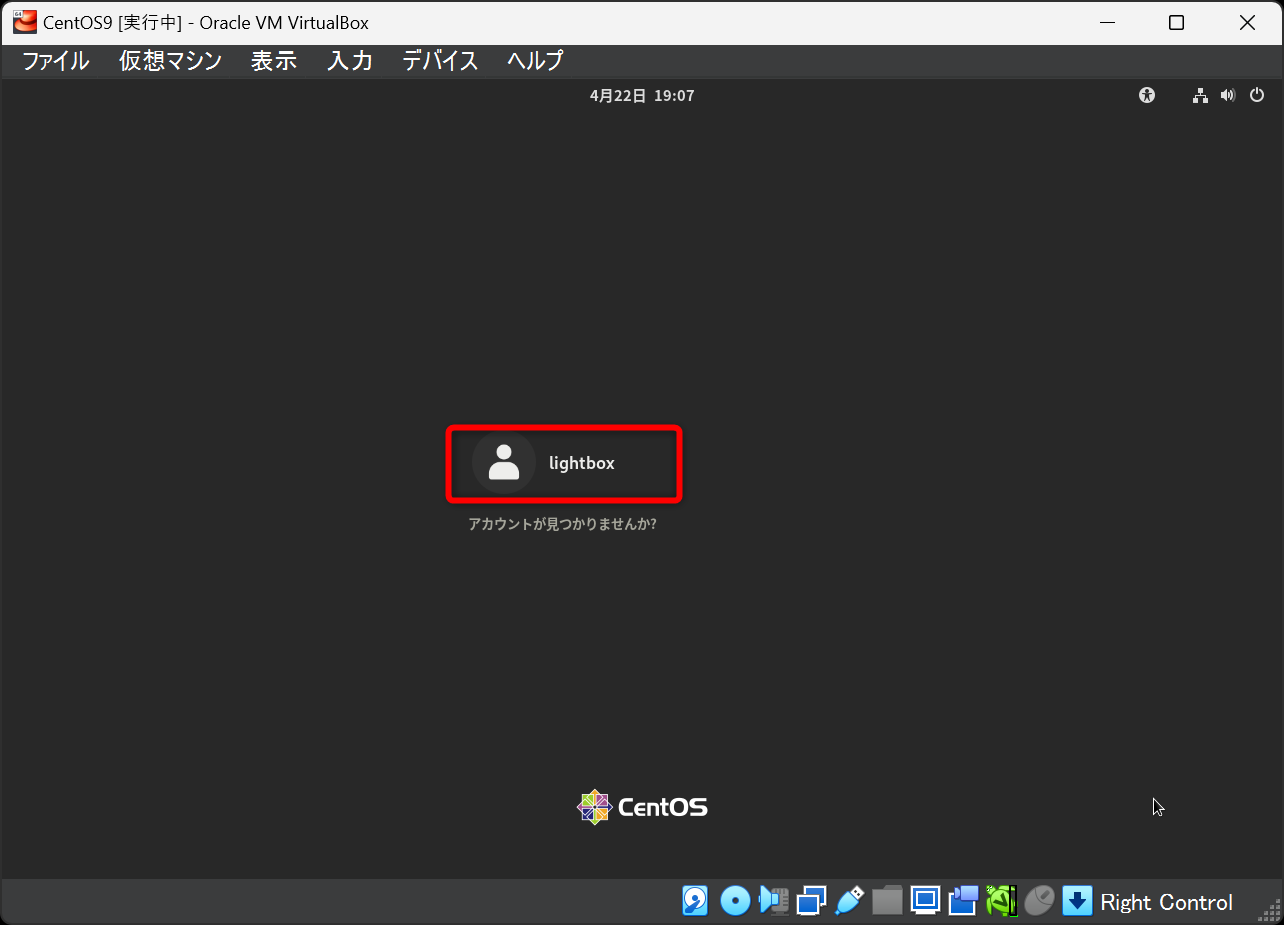 CentOS9 [実行中] - Oracle VM VirtualBox
ファイル 仮想マシン 表示 入力 デバイス ヘルプ
4月22日 19:07
lightbox
アカウントが見つかりませんか?
CentOS
Right Control